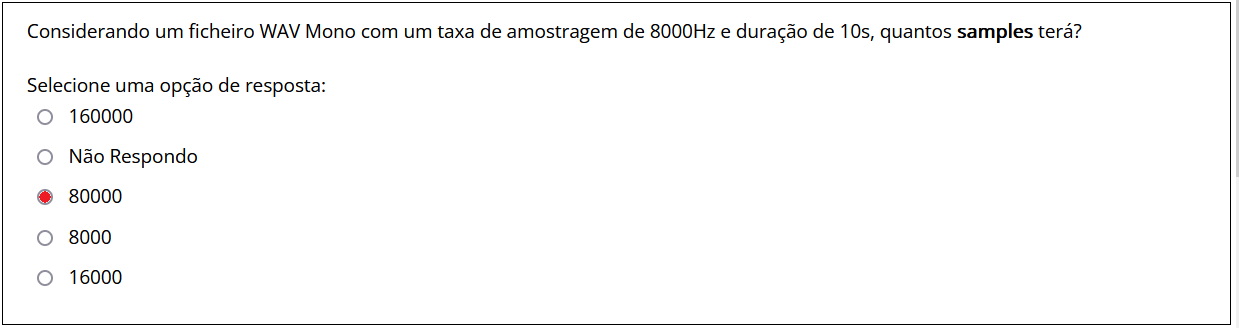 Considerando um ficheiro WAV Mono com um taxa de amostragem de 8000Hz e duração de 10s, quantos samples terá?
Selecione uma opção de resposta:
160000
Não Respondo
80000
8000
16000